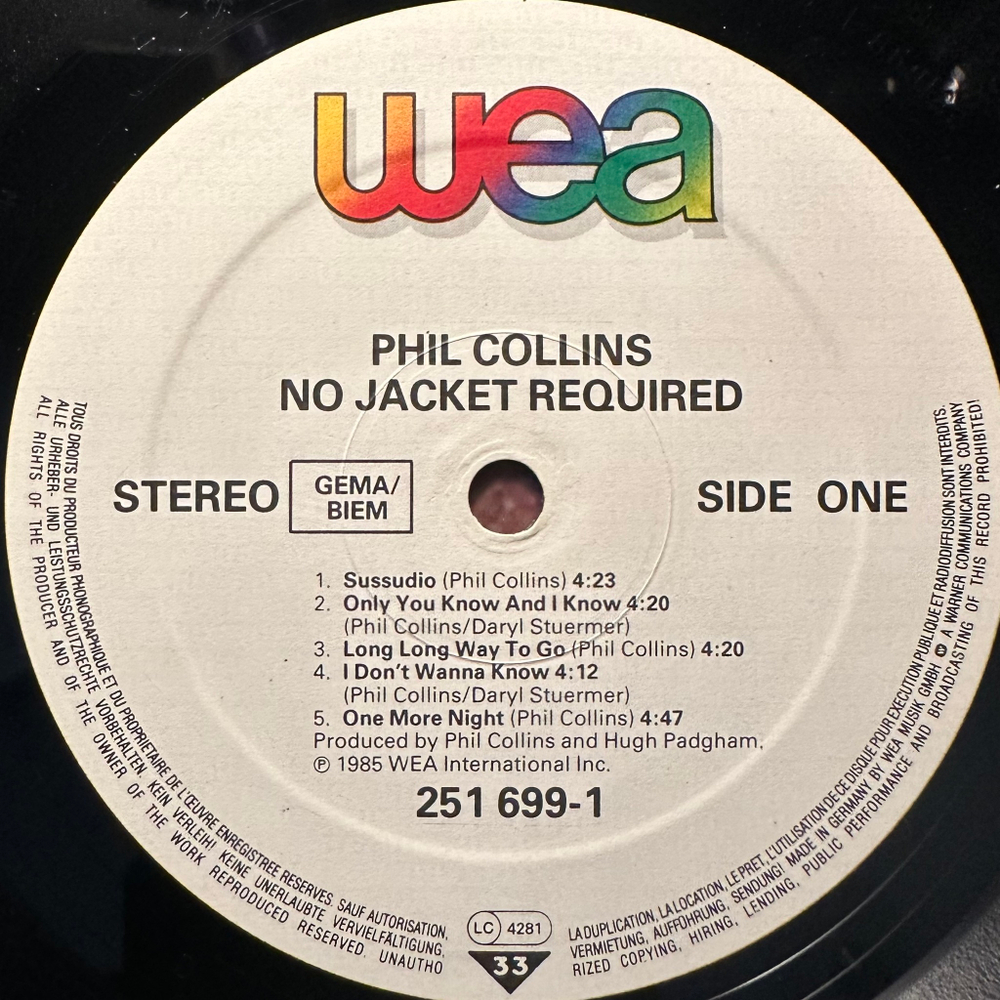 wea
PHIL COLLINS
NO JACKET REQUIRED
STEREO
GEMA/
BIEM
SIDE ONE
1. Sussudio (Phil Collins) 4:23
2. Only You Know And I Know 4:20
(Phil Collins/Daryl Stuermer)
3. Long Long Way To Go (Phil Collins) 4:20
4. I Don't Wanna Know 4:12
(Phil Collins/Daryl Stuermer)
5. One More Night (Phil Collins) 4:47
Produced by Phil Collins and Hugh Padgham.
℗ 1985 WEA International Inc.
251 699-1
TOUS DROITS DU PRODUCTEUR PHONOGRAPHIQUE ET DU PROPRIETAIRE DE L'ŒUVRE ENREGISTREE RESERVES. SAUF AUTORISATION,
LA DUPLICATION, LA LOCATION, LE PRET, L'UTILISATION DE CE DISQUE POUR EXECUTION PUBLIQUE ET RADIODIFFUSION SONT INTERDITS.
ALLE URHEBER- UND LEISTUNGSSCHUTZRECHTE VORBEHALTEN. KEIN VERLEIH! KEINE UNERLAUBTE VERVIELFÄLTIGUNG,
VERMIETUNG, AUFFÜHRUNG, SENDUNG! MADE IN GERMANY BY WEA MUSIK GMBH A WARNER COMMUNICATIONS COMPANY
ALL RIGHTS OF THE PRODUCER AND OF THE OWNER OF THE WORK REPRODUCED RESERVED. UNAUTHO
RIZED COPYING, HIRING, LENDING, PUBLIC PERFORMANCE AND BROADCASTING OF THIS RECORD PROHIBITED!
LC 4281
33